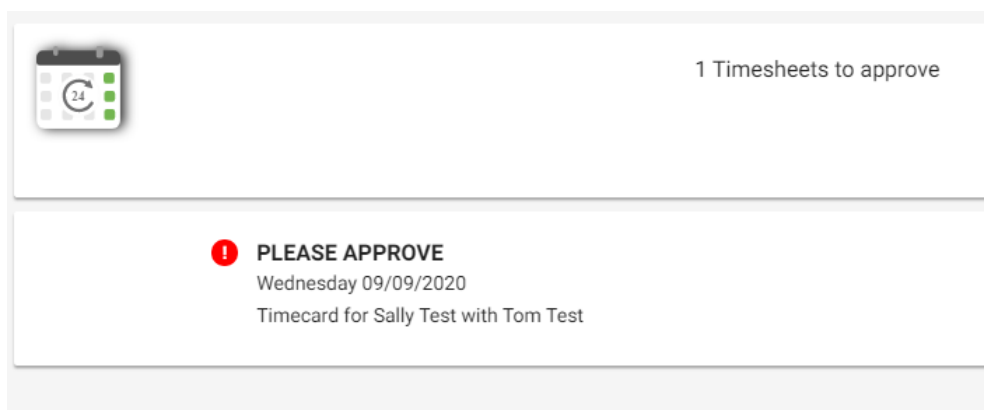 24
1 Timesheets to approve
PLEASE APPROVE
Wednesday 09/09/2020
Timecard for Sally Test with Tom Test